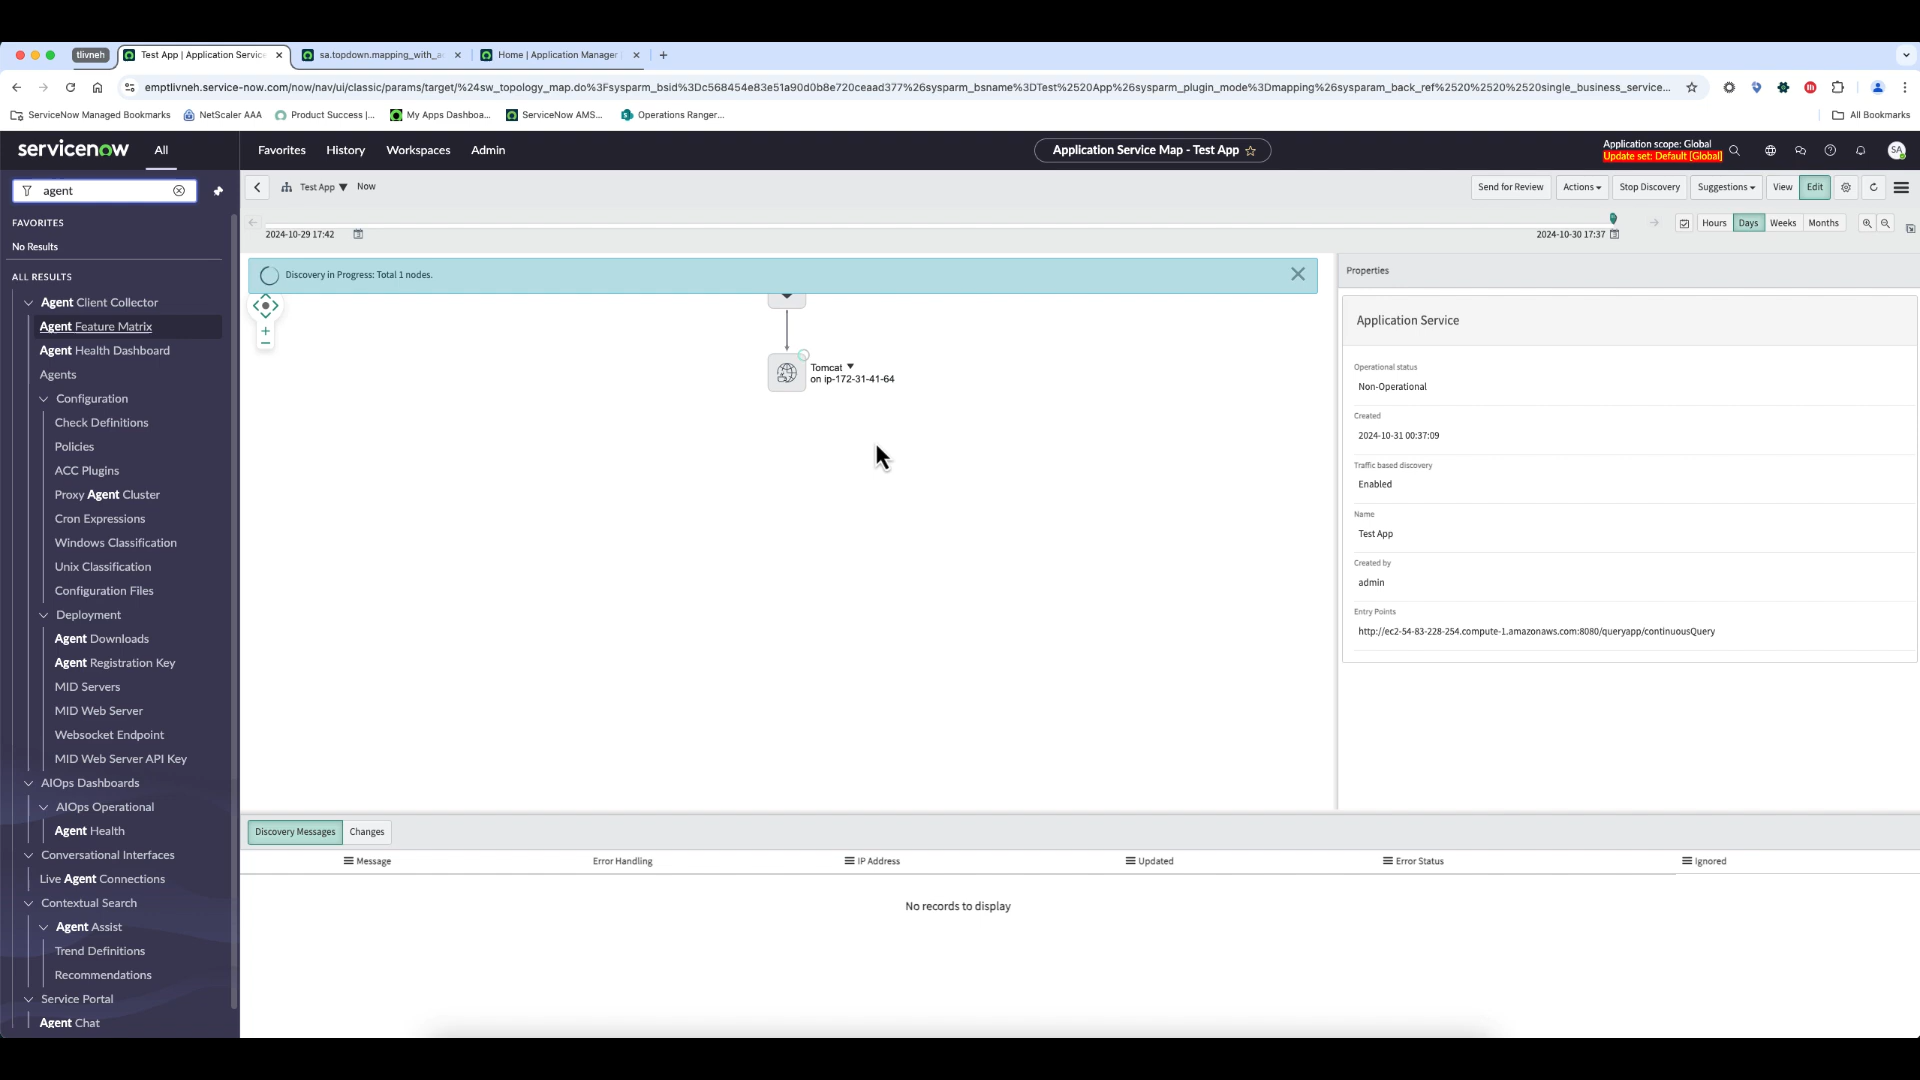 tlivneh
Test App | Application Service
sa.topdown.mapping_with_a
Home | Application Manager
emptlivneh.service-now.com/now/nav/ui/classic/params/target/%24sw_topology_map.do%3Fsysparm_bsid%3Dc568454e83e51a90d0b8e720ceaad377%26sysparm_bsname%3DTest%2520App%26sysparm_plugin_mode%3Dmapping%26sysparam_back_ref%2520%2520%2520single_business_service...
ServiceNow Managed Bookmarks
NetScaler AAA
Product Success |...
My Apps Dashboa...
ServiceNow AMS...
Operations Ranger...
All Bookmarks
servicenow
All
Favorites
History
Workspaces
Admin
Application Service Map - Test App
Application scope: Global
Update set: Default [Global]
SA
agent
Test App
Now
Send for Review
Actions
Stop Discovery
Suggestions
View
Edit
FAVORITES
No Results
2024-10-29 17:42
2024-10-30 17:37
Hours
Days
Weeks
Months
ALL RESULTS
Agent Client Collector
Agent Feature Matrix
Agent Health Dashboard
Agents
Configuration
Check Definitions
Policies
ACC Plugins
Proxy Agent Cluster
Cron Expressions
Windows Classification
Unix Classification
Configuration Files
Deployment
Agent Downloads
Agent Registration Key
MID Servers
MID Web Server
Websocket Endpoint
MID Web Server API Key
AIOps Dashboards
AIOps Operational
Agent Health
Conversational Interfaces
Live Agent Connections
Contextual Search
Agent Assist
Trend Definitions
Recommendations
Service Portal
Agent Chat
Discovery in Progress: Total 1 nodes.
Tomcat
on ip-172-31-41-64
Properties
Application Service
Operational status
Non-Operational
Created
2024-10-31 00:37:09
Traffic based discovery
Enabled
Name
Test App
Created by
admin
Entry Points
http://ec2-54-83-228-254.compute-1.amazonaws.com:8080/queryapp/continuousQuery
Discovery Messages
Changes
Message
Error Handling
IP Address
Updated
Error Status
Ignored
No records to display